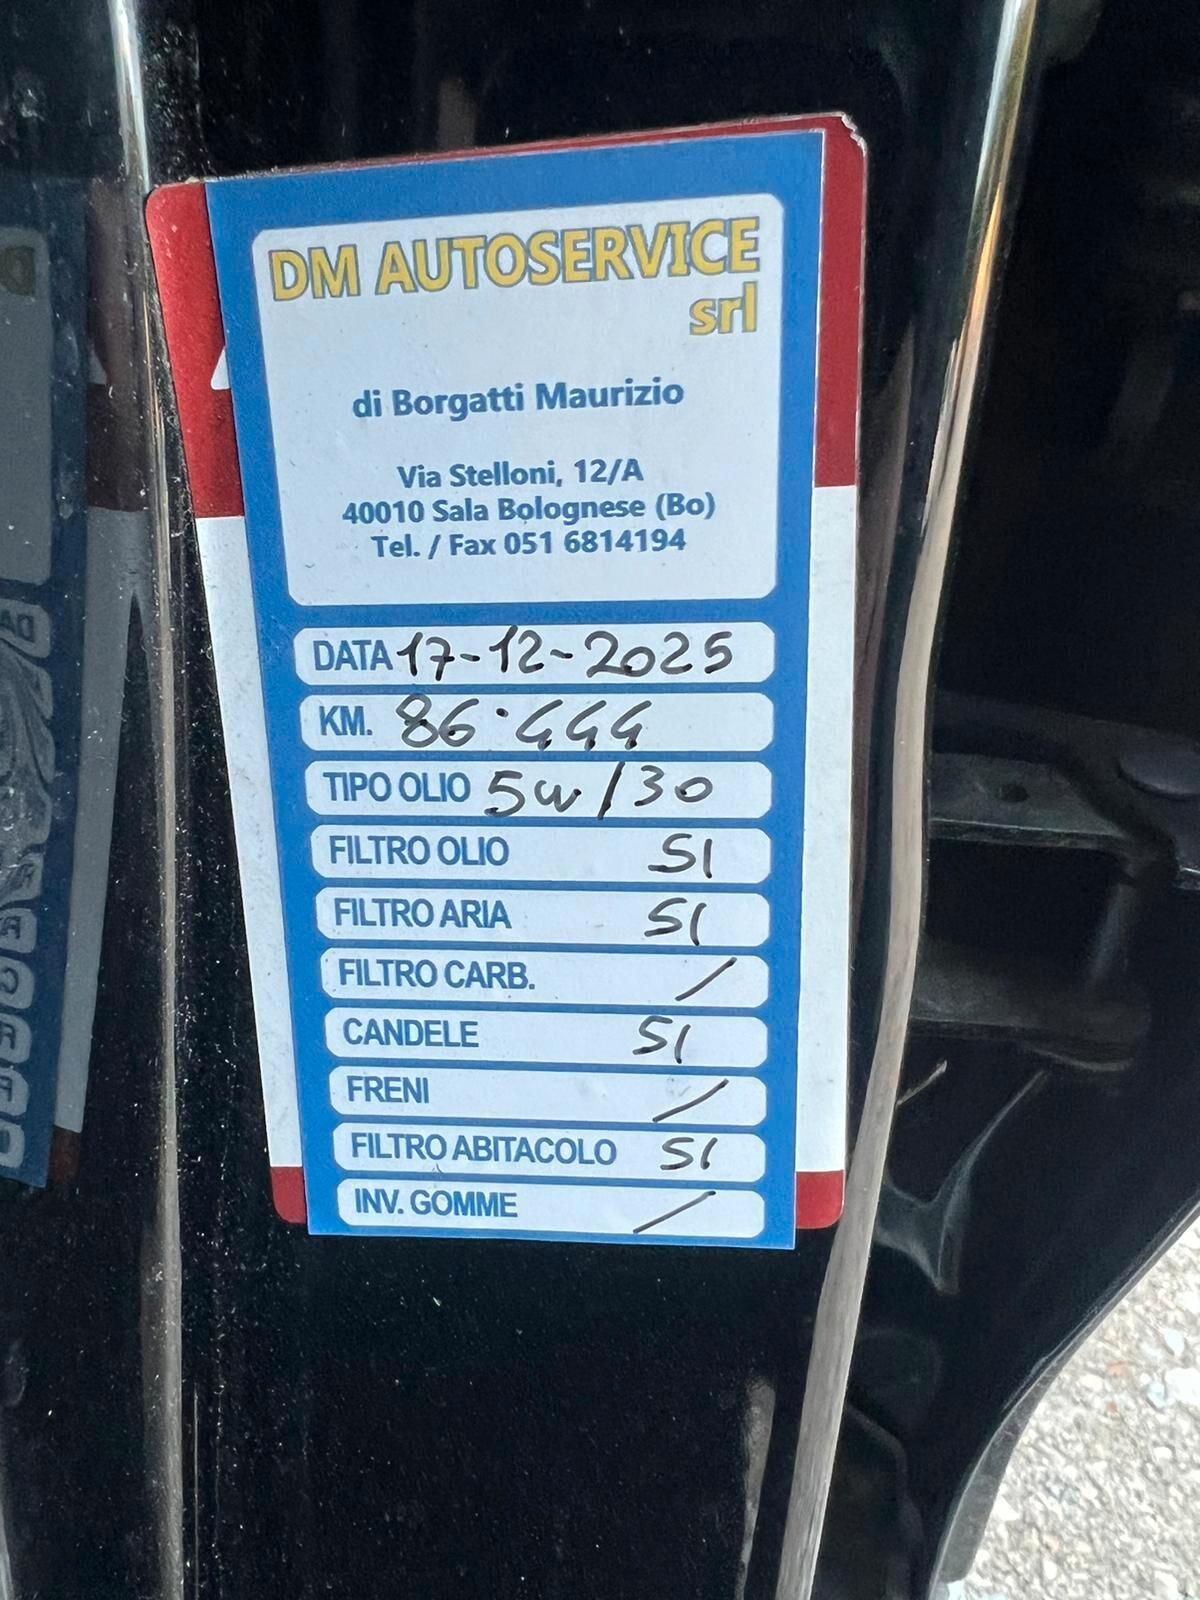 DM AUTOSERVICE
srl
di Borgatti Maurizio
Via Stelloni, 12/A
40010 Sala Bolognese (Bo)
Tel. / Fax 051 6814194
DATA 17-12-2025
KM. 86.444
TIPO OLIO 5w/30
FILTRO OLIO SI
FILTRO ARIA SI
FILTRO CARB. /
CANDELE SI
FRENI /
FILTRO ABITACOLO SI
INV. GOMME /